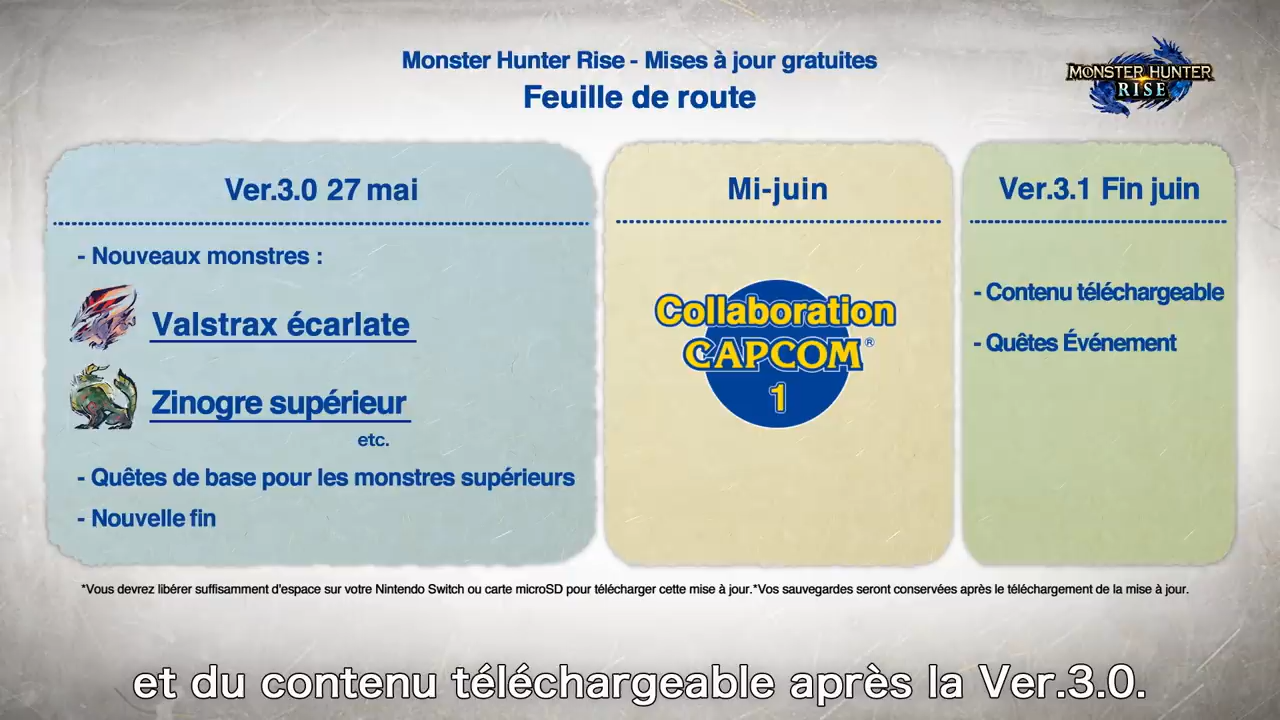 Monster Hunter Rise - Mises à jour gratuites
Feuille de route
MONSTER HUNTER
RISE
Ver.3.0 27 mai
- Nouveaux monstres :
Valstrax écarlate
Zinogre supérieur
etc.
- Quêtes de base pour les monstres supérieurs
- Nouvelle fin
Mi-juin
Collaboration
CAPCOM®
1
Ver.3.1 Fin juin
- Contenu téléchargeable
- Quêtes Événement
*Vous devrez libérer suffisamment d'espace sur votre Nintendo Switch ou carte microSD pour télécharger cette mise à jour.*Vos sauvegardes seront conservées après le téléchargement de la mise à jour.
et du contenu téléchargeable après la Ver.3.0.